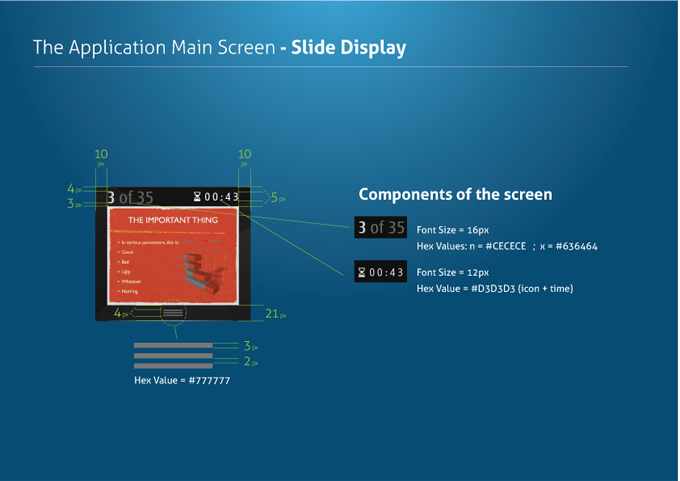 The Application Main Screen - Slide Display
10 px
10 px
4 px
3 px
3 of 35
00:43
5 px
THE IMPORTANT THING
• In various parameters, this is:
• Good
• Bad
• Ugly
• Whatever
• Nothing
4 px
21 px
3 px
2 px
Hex Value = #777777
Components of the screen
3 of 35
Font Size = 16px
Hex Values: n = #CECECE ; x = #636464
00:43
Font Size = 12px
Hex Value = #D3D3D3 (icon + time)